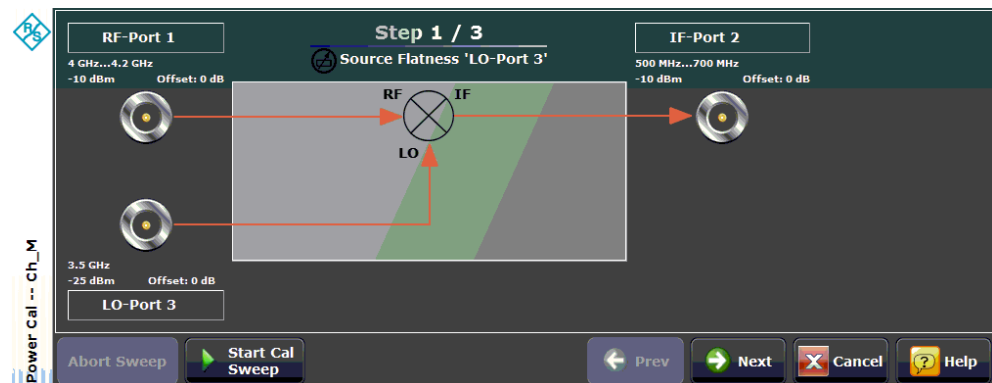 R&S
Power Cal -- Ch_M
RF-Port 1
4 GHz...4.2 GHz
-10 dBm Offset: 0 dB
Step 1 / 3
Source Flatness 'LO-Port 3'
IF-Port 2
500 MHz...700 MHz
-10 dBm Offset: 0 dB
RF IF
LO
3.5 GHz
-25 dBm Offset: 0 dB
LO-Port 3
Abort Sweep
Start Cal
Sweep
Prev
Next
Cancel
Help